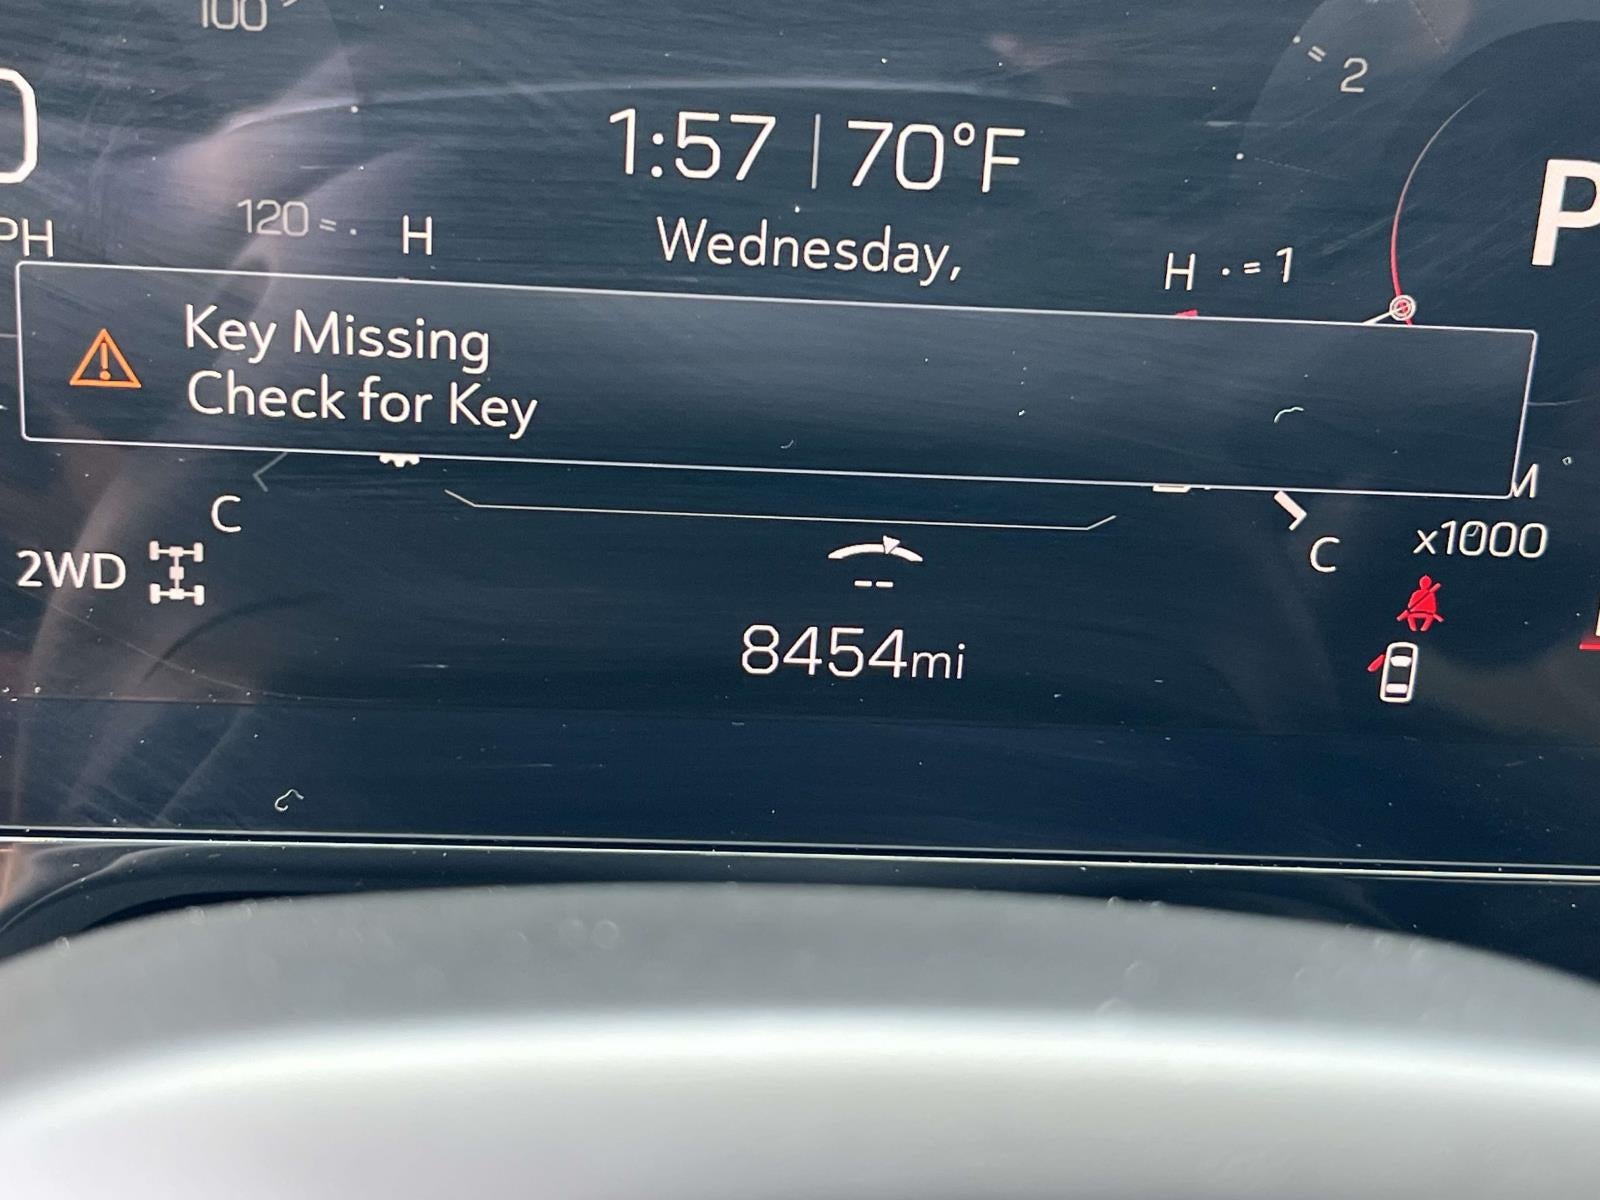 100
1:57 | 70°F
2
120
H
Wednesday,
H
1
P
PH
Key Missing
Check for Key
C
M
x1000
C
2WD
--
8454mi